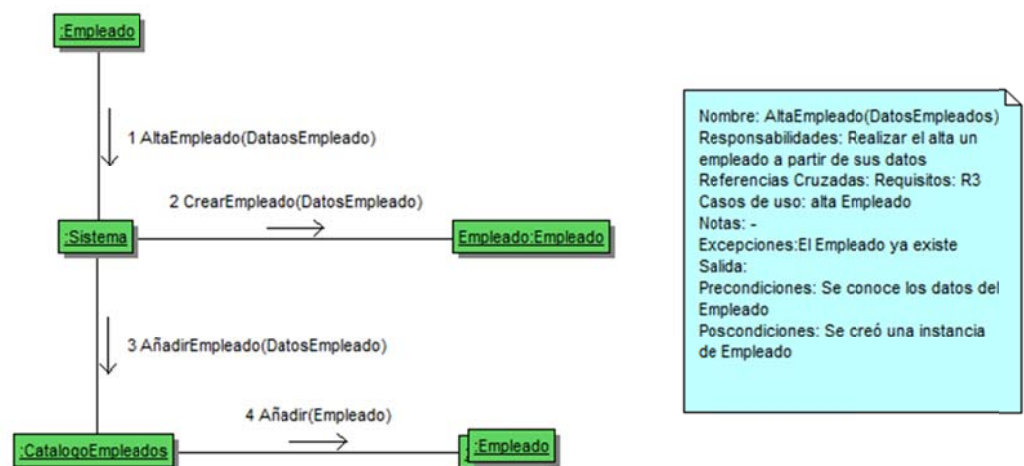 :Empleado
1 AltaEmpleado(DataosEmpleado)
2 CrearEmpleado(DatosEmpleado)
:Sistema
Empleado:Empleado
3 AñadirEmpleado(DatosEmpleado)
4 Añadir(Empleado)
:CatalogoEmpleados
:Empleado
Nombre: AltaEmpleado(DatosEmpleados)
Responsabilidades: Realizar el alta un
empleado a partir de sus datos
Referencias Cruzadas: Requisitos: R3
Casos de uso: alta Empleado
Notas: -
Excepciones:El Empleado ya existe
Salida:
Precondiciones: Se conoce los datos del
Empleado
Poscondiciones: Se creó una instancia
de Empleado